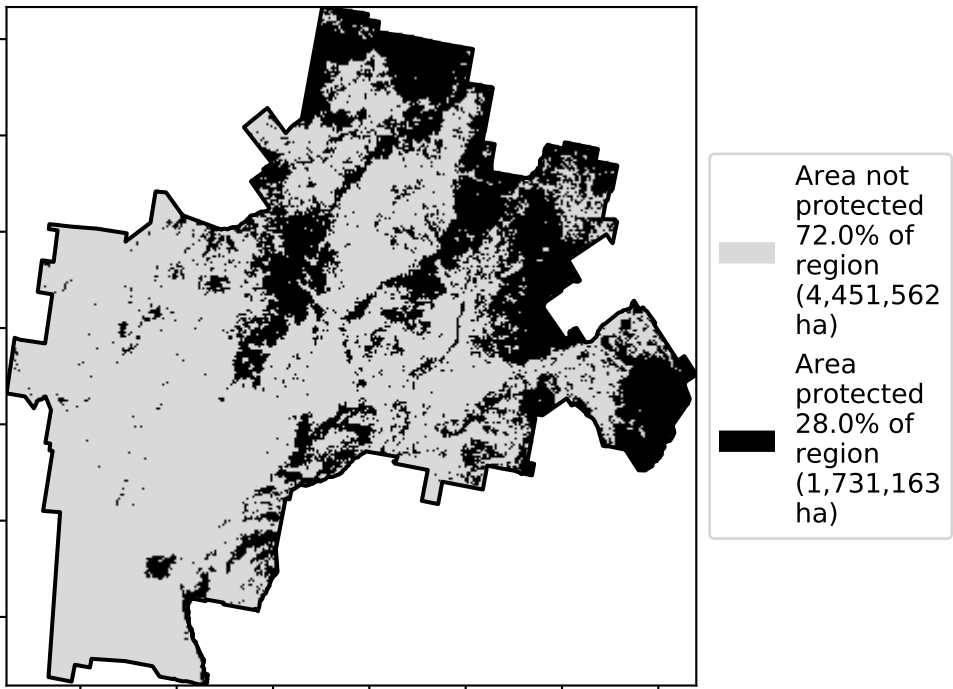 Area not
protected
72.0% of
region
(4,451,562
ha)
Area
protected
28.0% of
region
(1,731,163
ha)